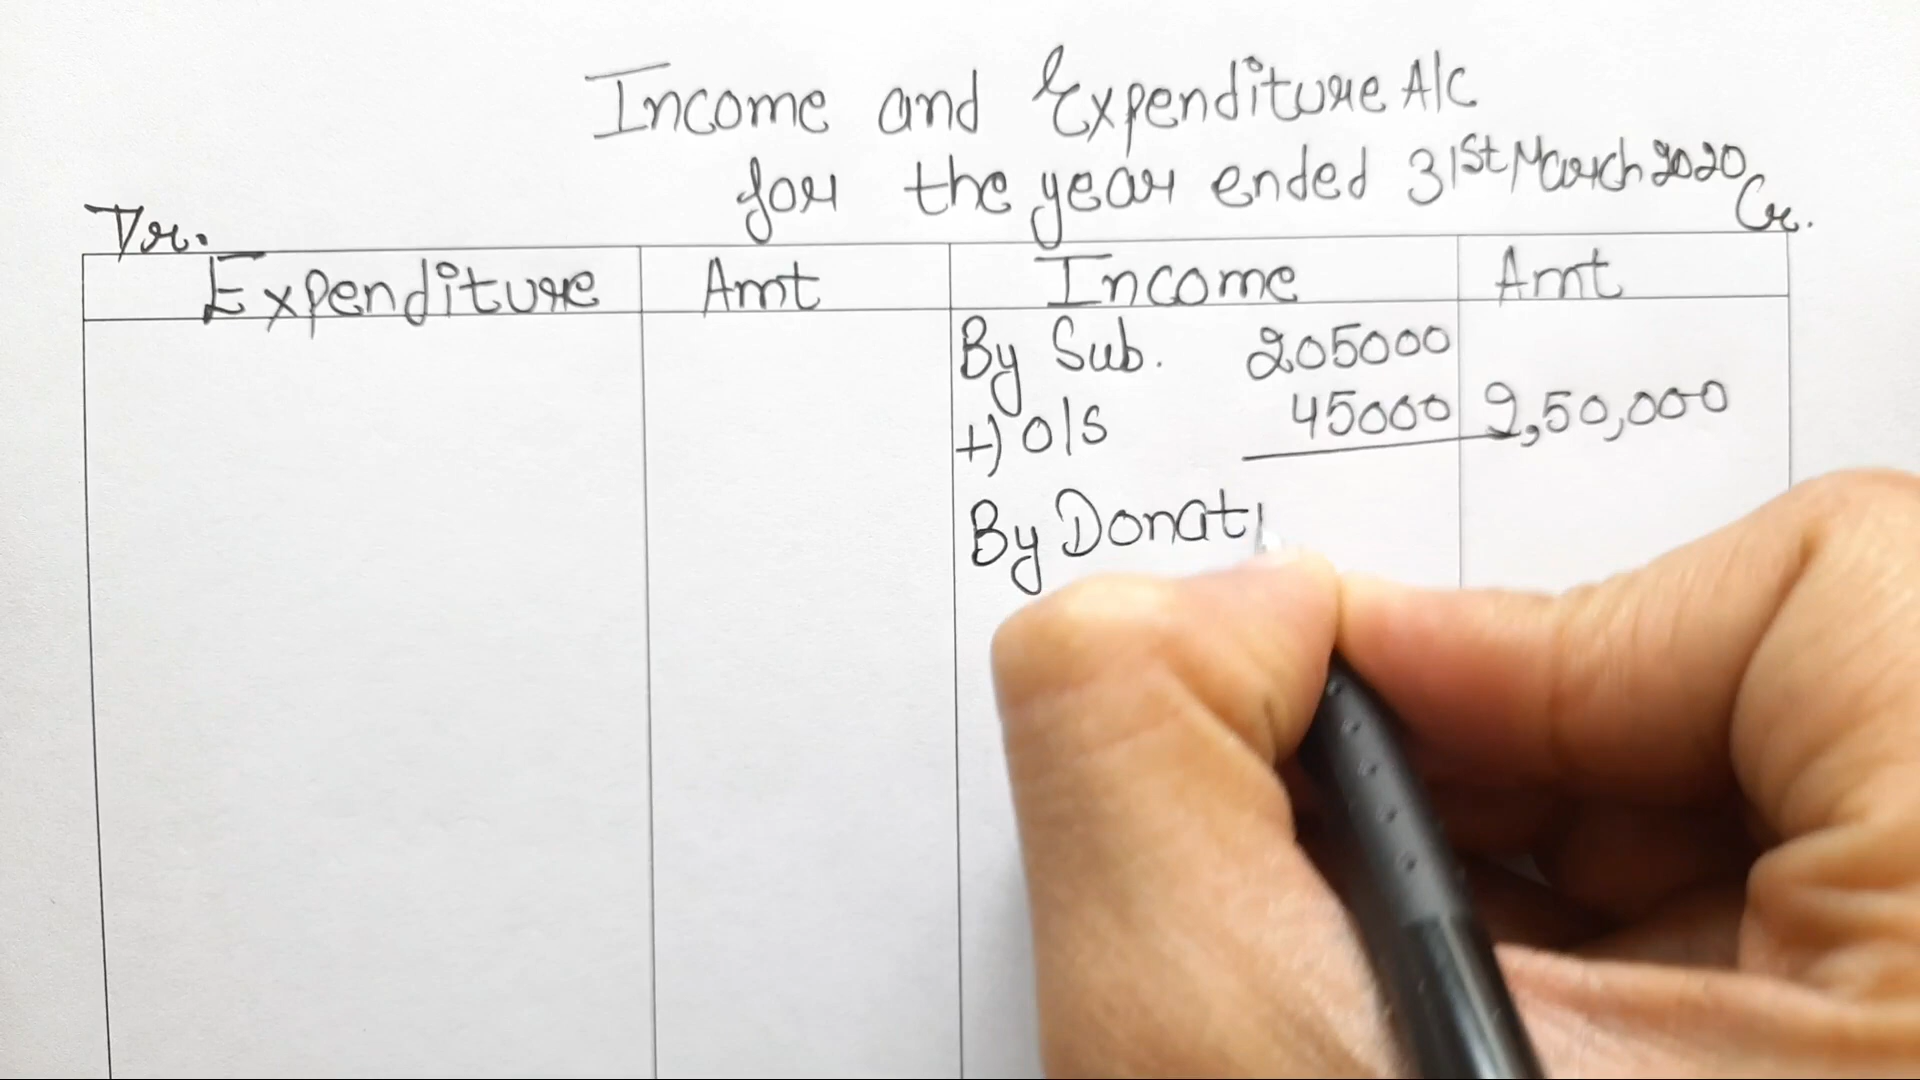 Income and Expenditure A/C
for the year ended 31st March 2020
Dr. Cr.
Expenditure Amt Income Amt
By Sub. 205000
+) o/s 45000 2,50,000
By Donati